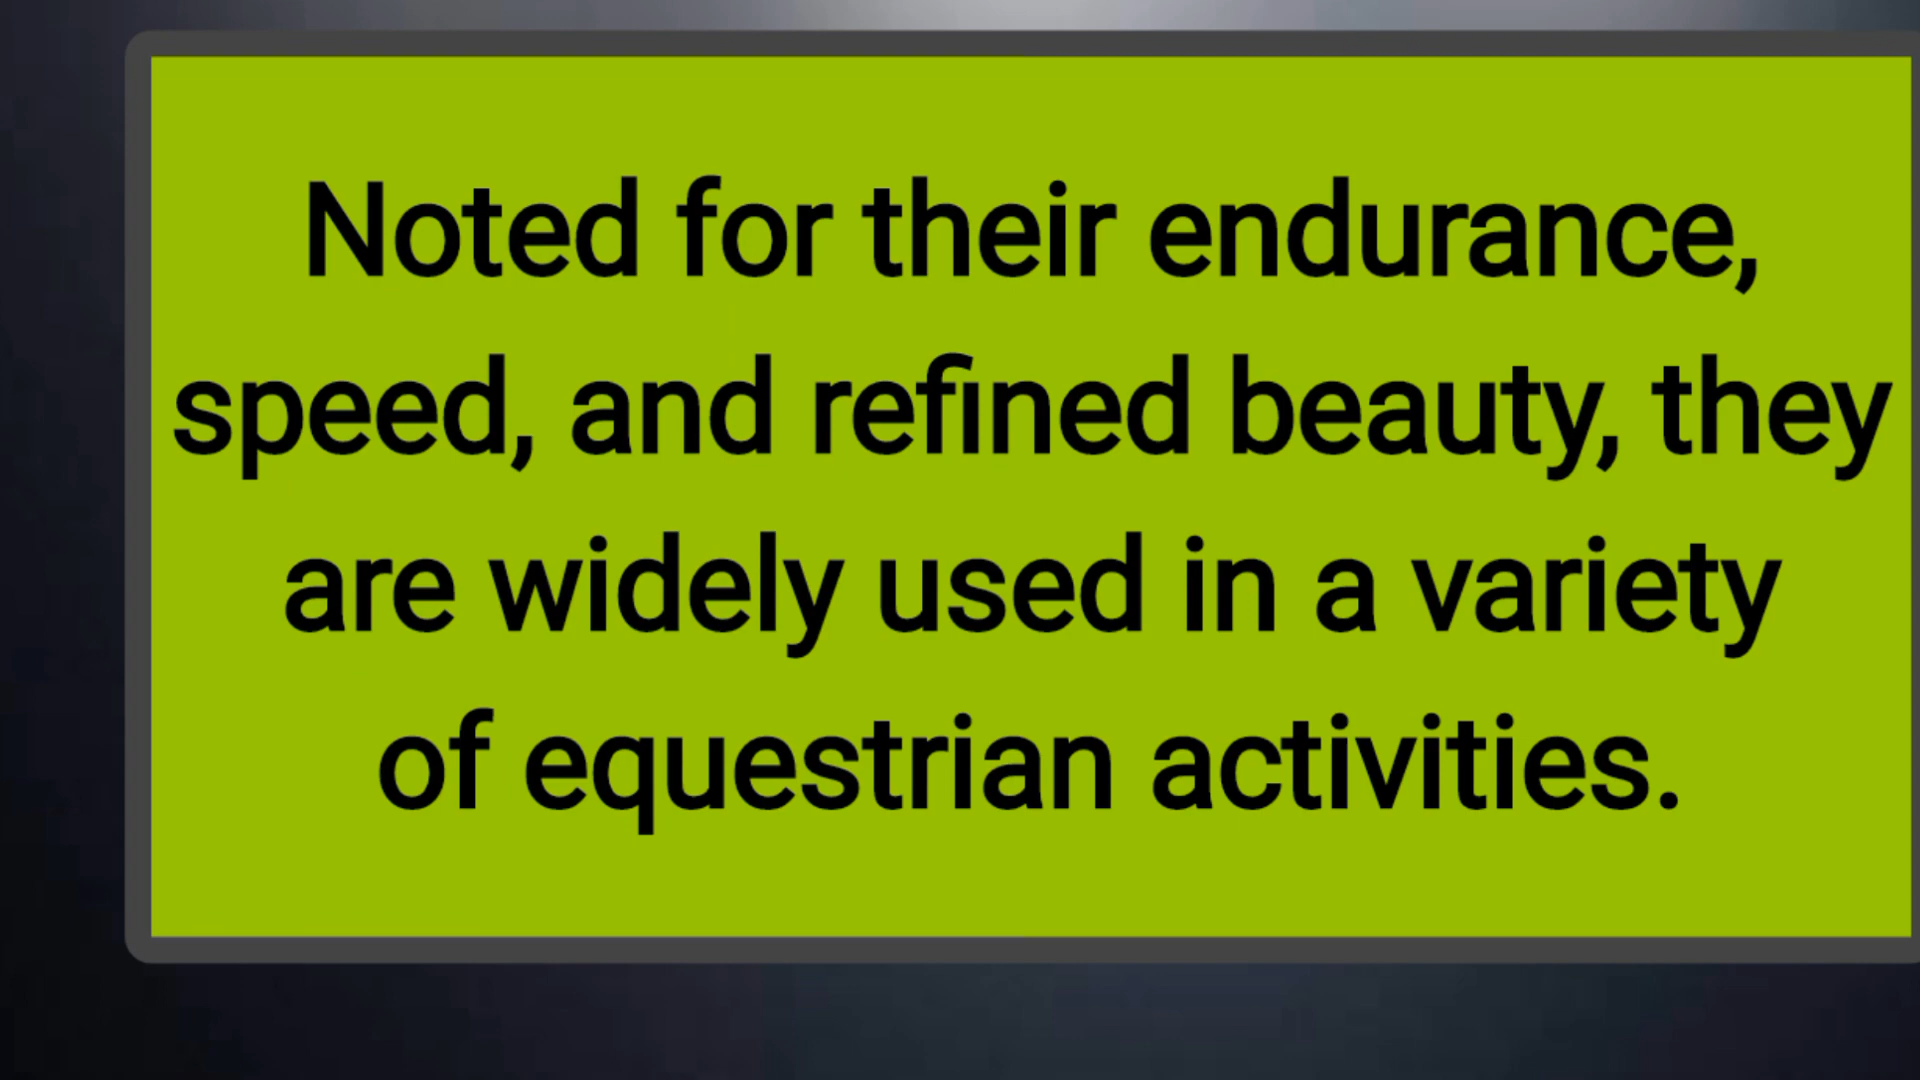 Noted for their endurance,
speed, and refined beauty, they
are widely used in a variety
of equestrian activities.